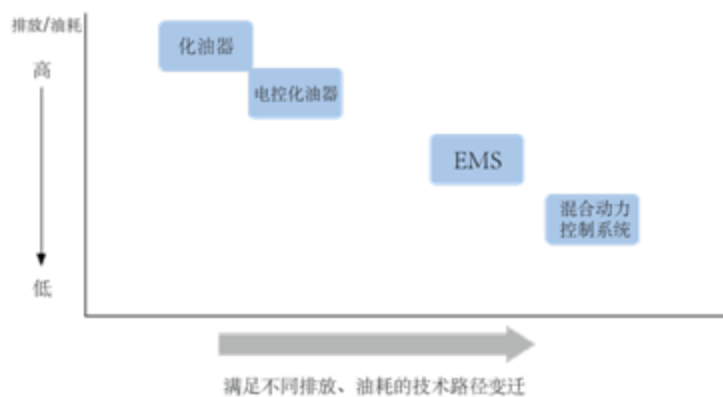 排放/油耗
高
低
化油器
电控化油器
EMS
混合动力
控制系统
满足不同排放、油耗的技术路径变迁